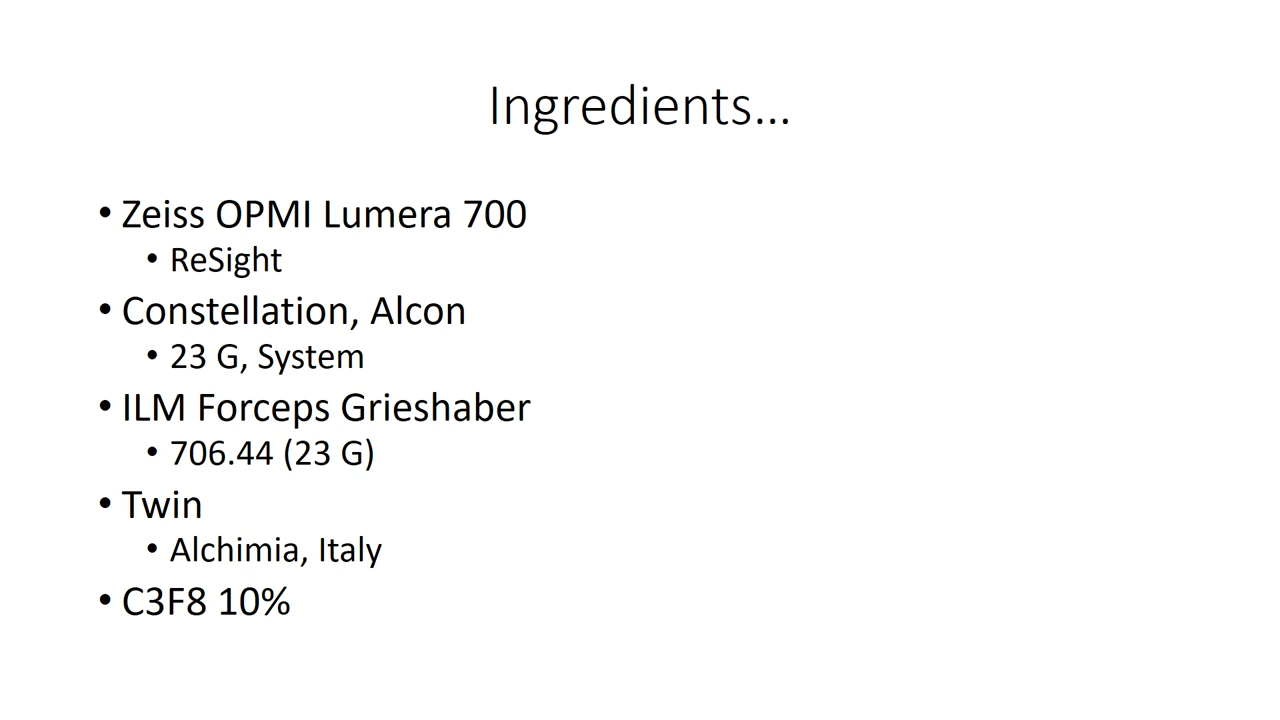 Ingredients...
• Zeiss OPMI Lumera 700
• ReSight
• Constellation, Alcon
• 23 G, System
• ILM Forceps Grieshaber
• 706.44 (23 G)
• Twin
• Alchimia, Italy
• C3F8 10%